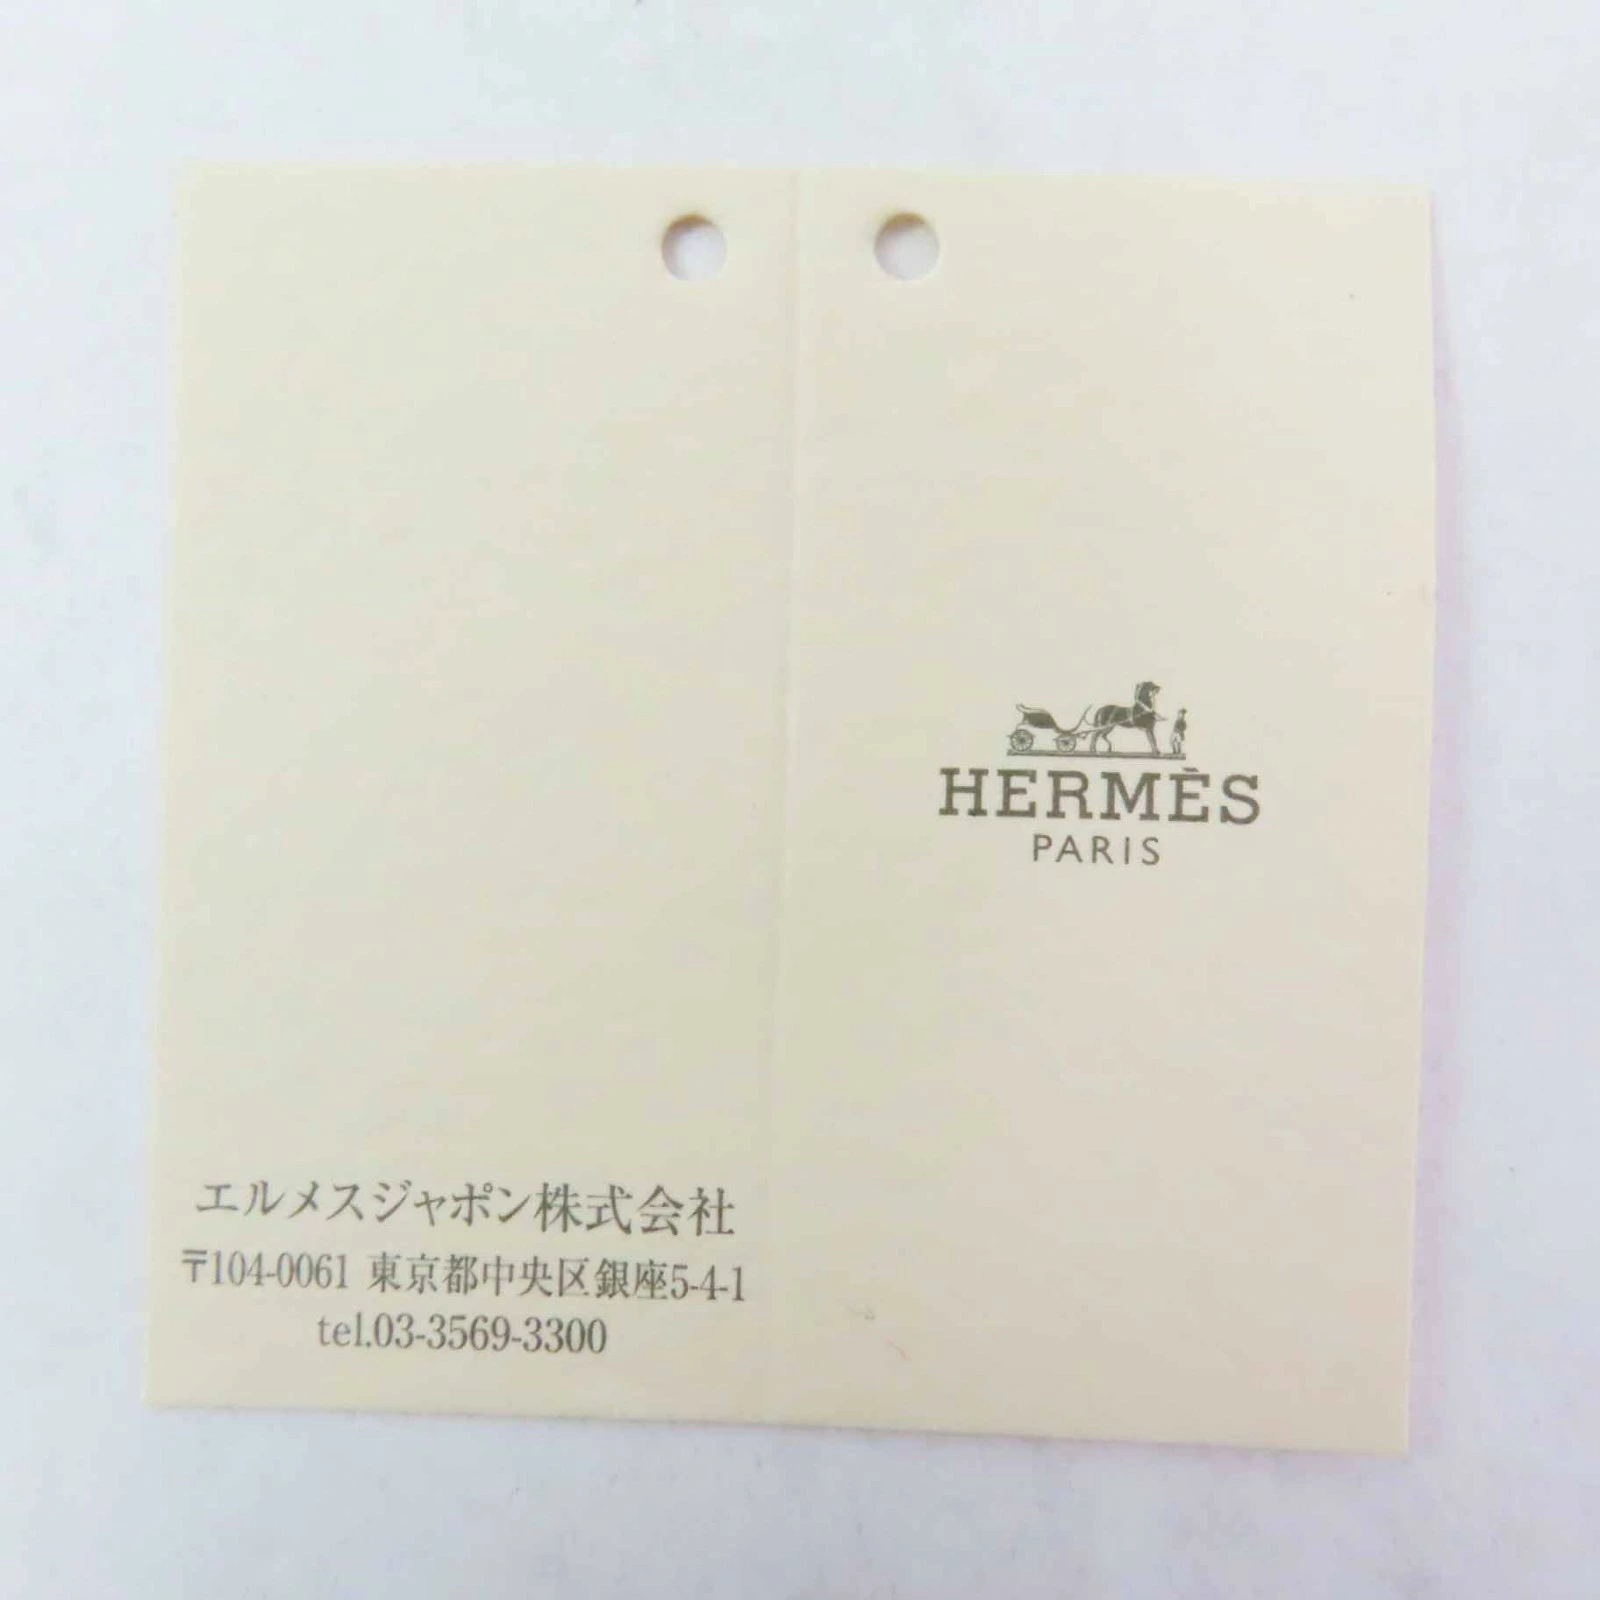 エルメスジャポン株式会社
〒104-0061 東京都中央区銀座5-4-1
tel.03-3569-3300
HERMÈS
PARIS